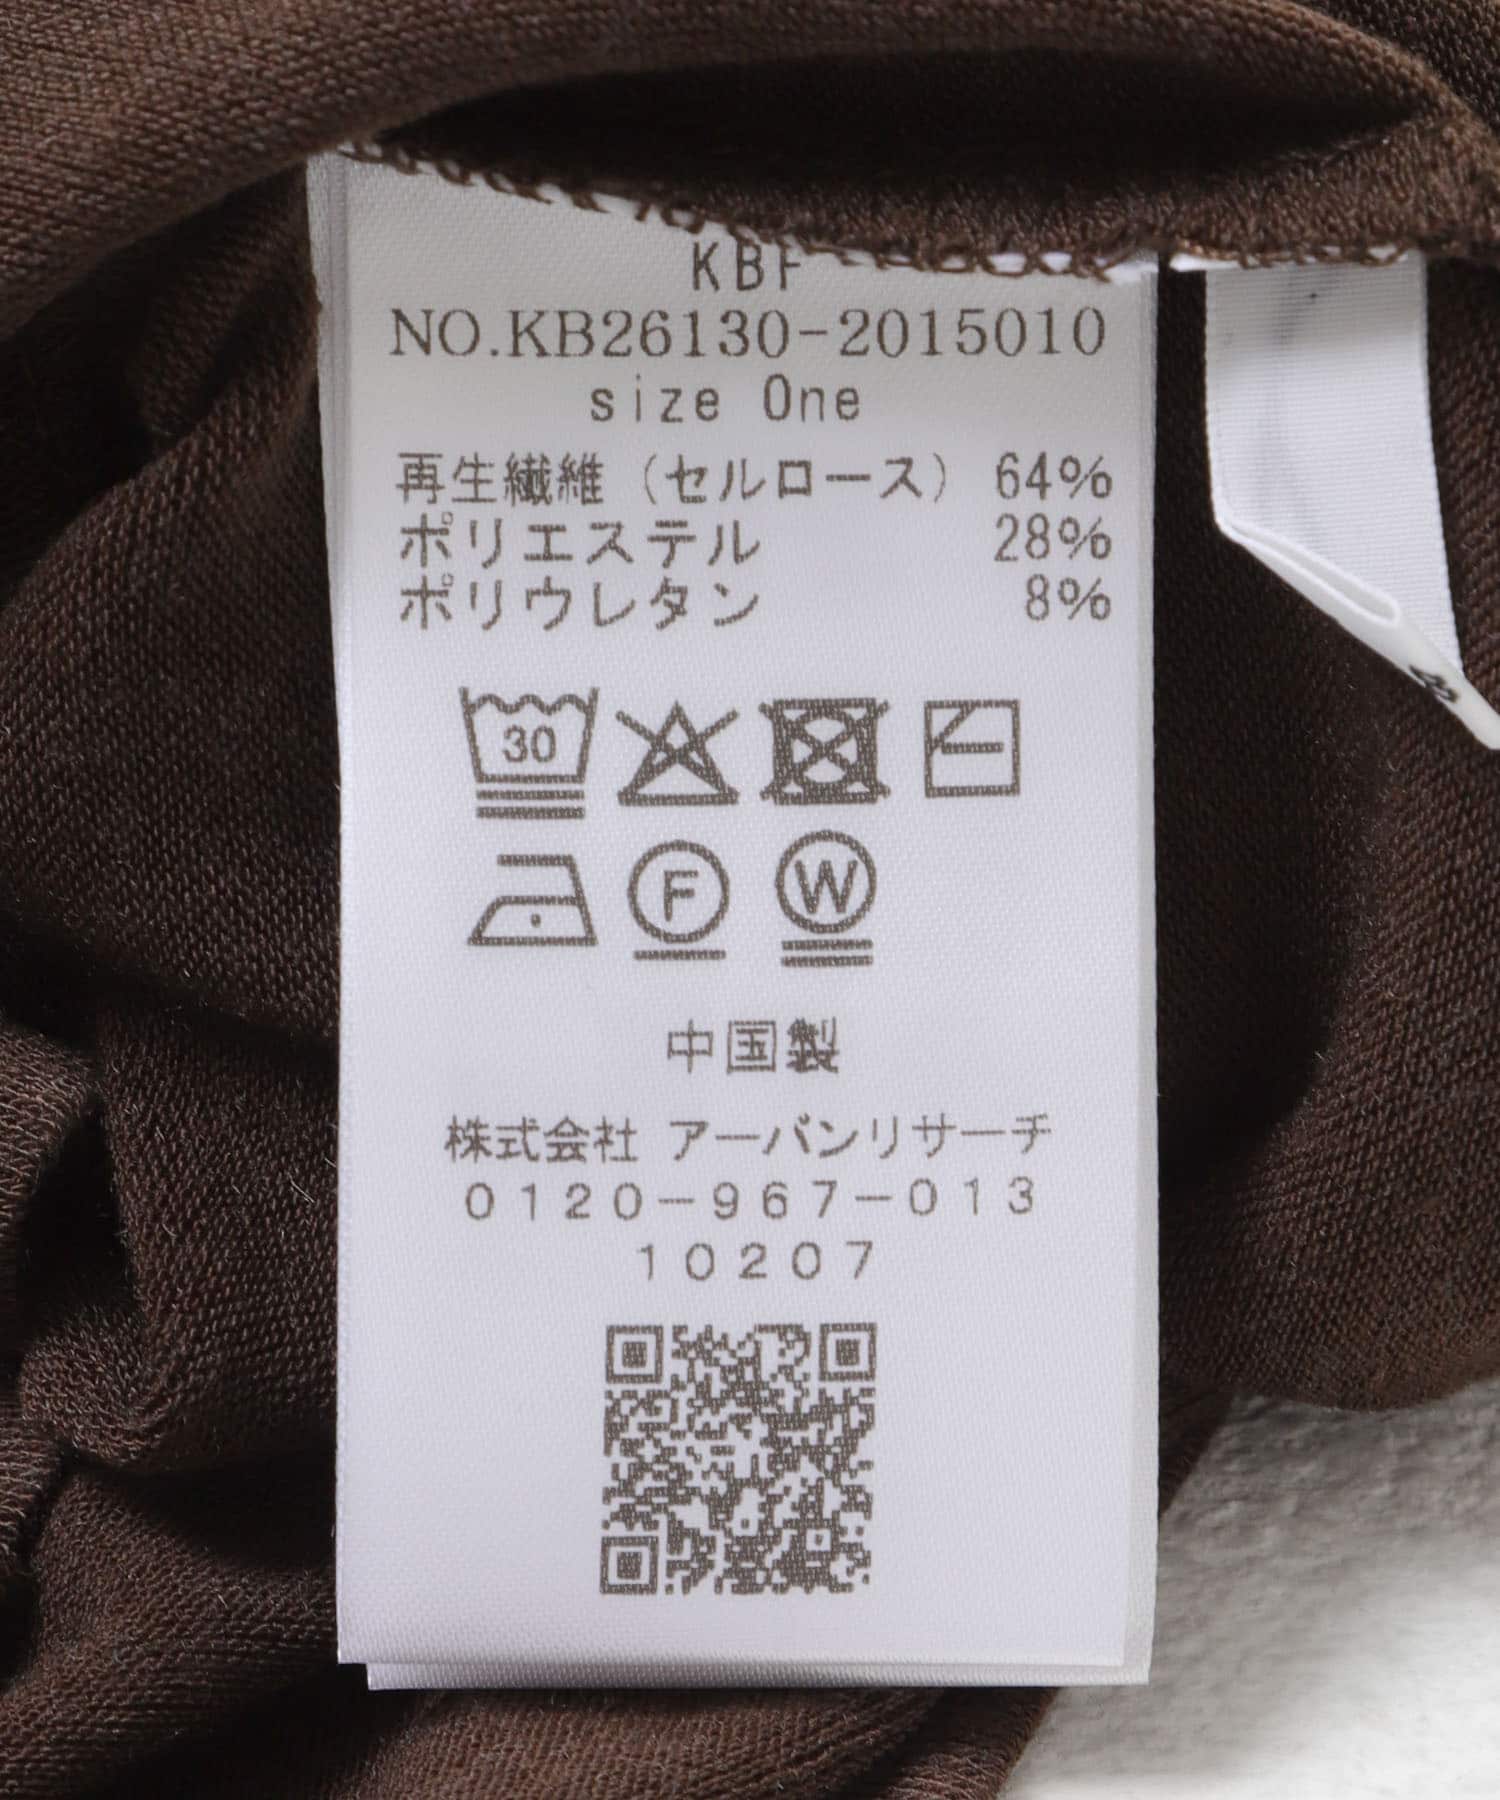 KBF
NO.KB26130-2015010
size One
再生繊維（セルロース） 64%
ポリエステル 28%
ポリウレタン 8%
30
F W
中国製
株式会社 アーバンリサーチ
0120-967-013
10207